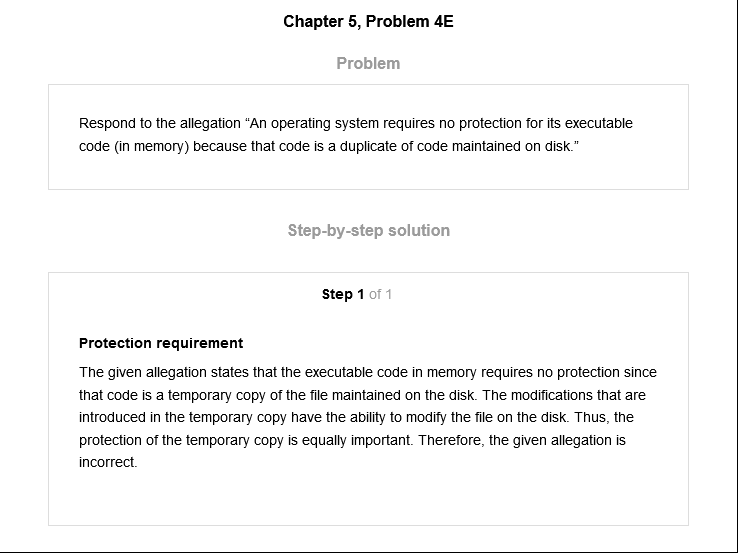 Chapter 5, Problem 4E
Problem
Respond to the allegation “An operating system requires no protection for its executable
code (in memory) because that code is a duplicate of code maintained on disk.”
Step-by-step solution
Step 1 of 1
Protection requirement
The given allegation states that the executable code in memory requires no protection since
that code is a temporary copy of the file maintained on the disk. The modifications that are
introduced in the temporary copy have the ability to modify the file on the disk. Thus, the
protection of the temporary copy is equally important. Therefore, the given allegation is
incorrect.